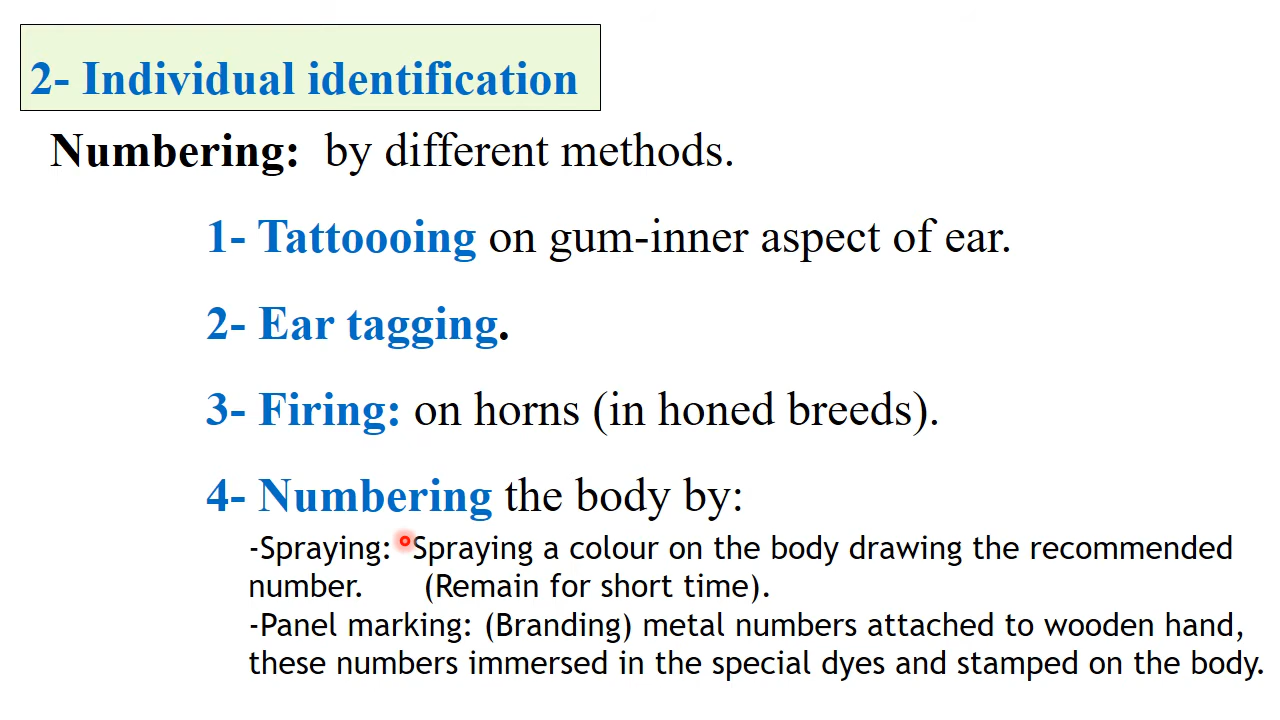 2- Individual identification
Numbering: by different methods.
1- Tattoooing on gum-inner aspect of ear.
2- Ear tagging.
3- Firing: on horns (in honed breeds).
4- Numbering the body by:
-Spraying: Spraying a colour on the body drawing the recommended
number. (Remain for short time).
-Panel marking: (Branding) metal numbers attached to wooden hand,
these numbers immersed in the special dyes and stamped on the body.